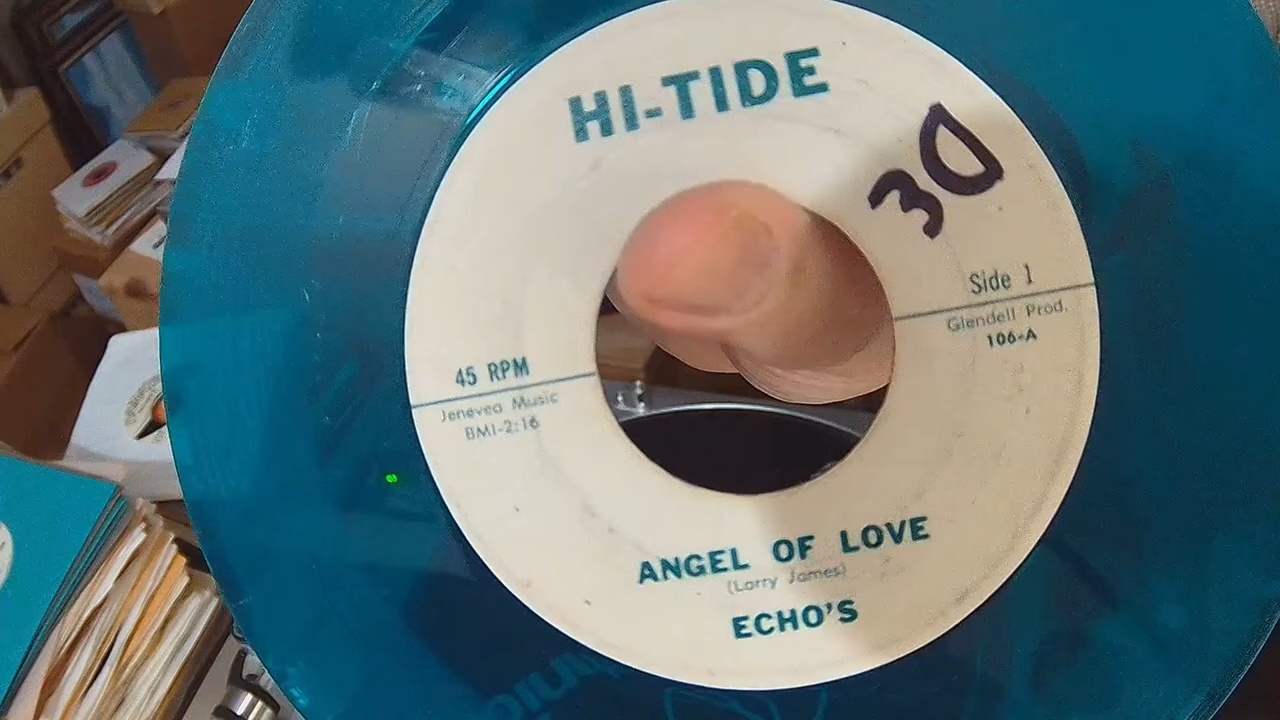 HI-TIDE
30
Side 1
Glendell Prod.
106-A
45 RPM
Jenevea Music
BMI-2:16
ANGEL OF LOVE
(Larry James)
ECHO'S